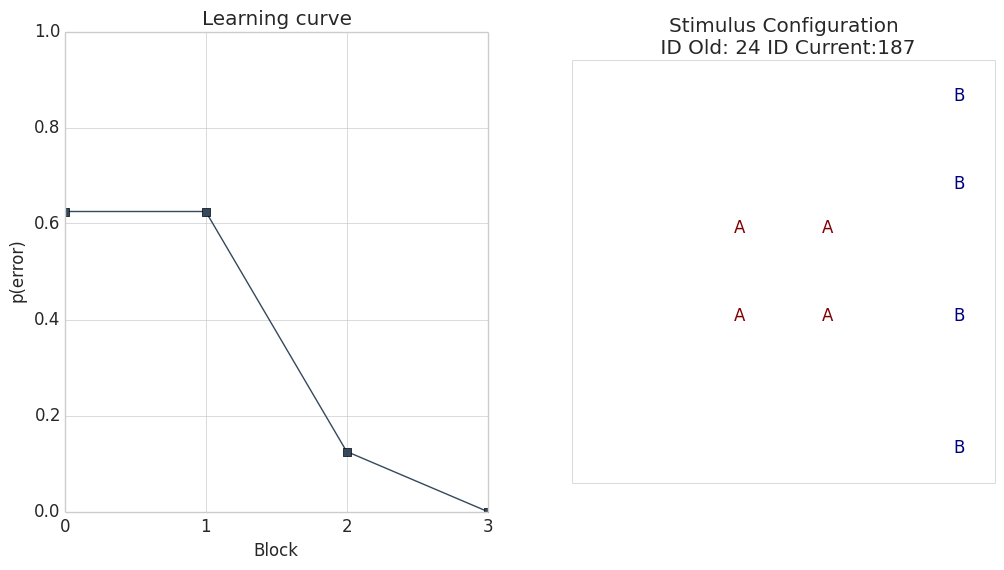 Learning curve
1.0
0.8
0.6
0.4
0.2
0.0
p(error)
0 1 2 3
Block
Stimulus Configuration
ID Old: 24 ID Current:187
B
B
A A
A A B
B